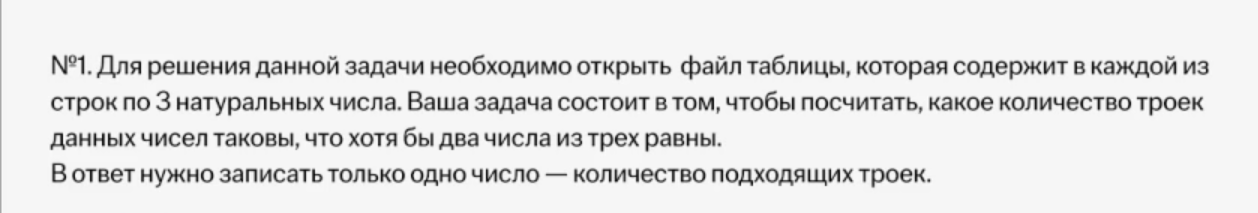 №1. Для решения данной задачи необходимо открыть файл таблицы, которая содержит в каждой из
строк по 3 натуральных числа. Ваша задача состоит в том, чтобы посчитать, какое количество троек
данных чисел таковы, что хотя бы два числа из трех равны.
В ответ нужно записать только одно число — количество подходящих троек.